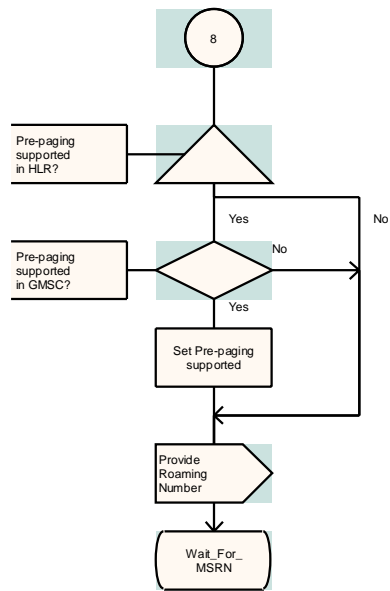 8
Pre-paging
supported
in HLR?
Yes
No
Pre-paging
supported
in GMSC?
No
Yes
Set Pre-paging
supported
Provide
Roaming
Number
Wait_For_
MSRN